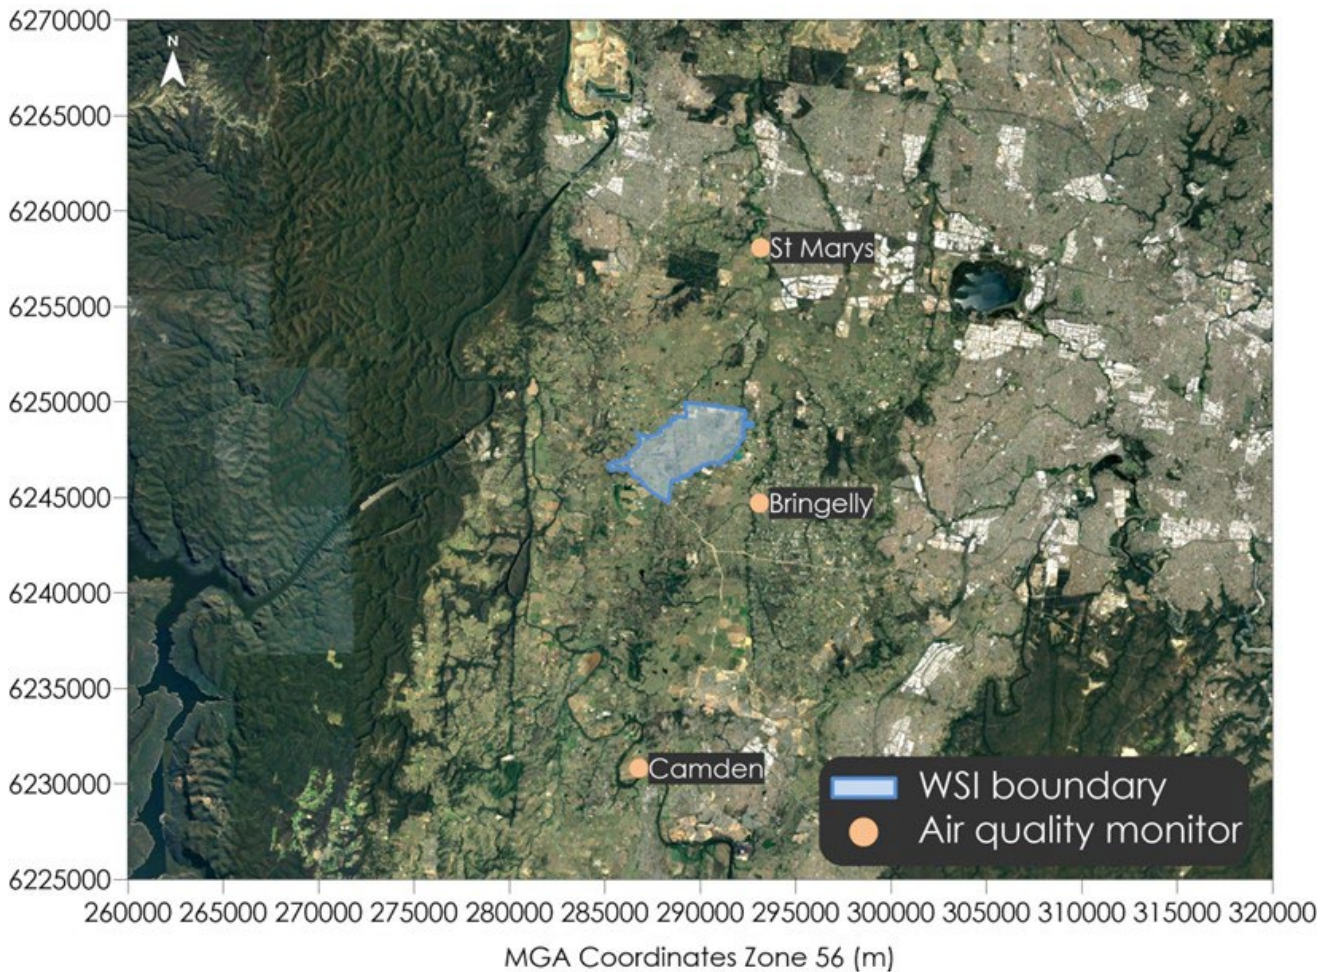 6270000
N
6265000
6260000
St Marys
6255000
6250000
6245000
Bringelly
6240000
6235000
6230000
Camden
WSI boundary
Air quality monitor
6225000
260000 265000 270000 275000 280000 285000 290000 295000 300000 305000 310000 315000 320000
MGA Coordinates Zone 56 (m)